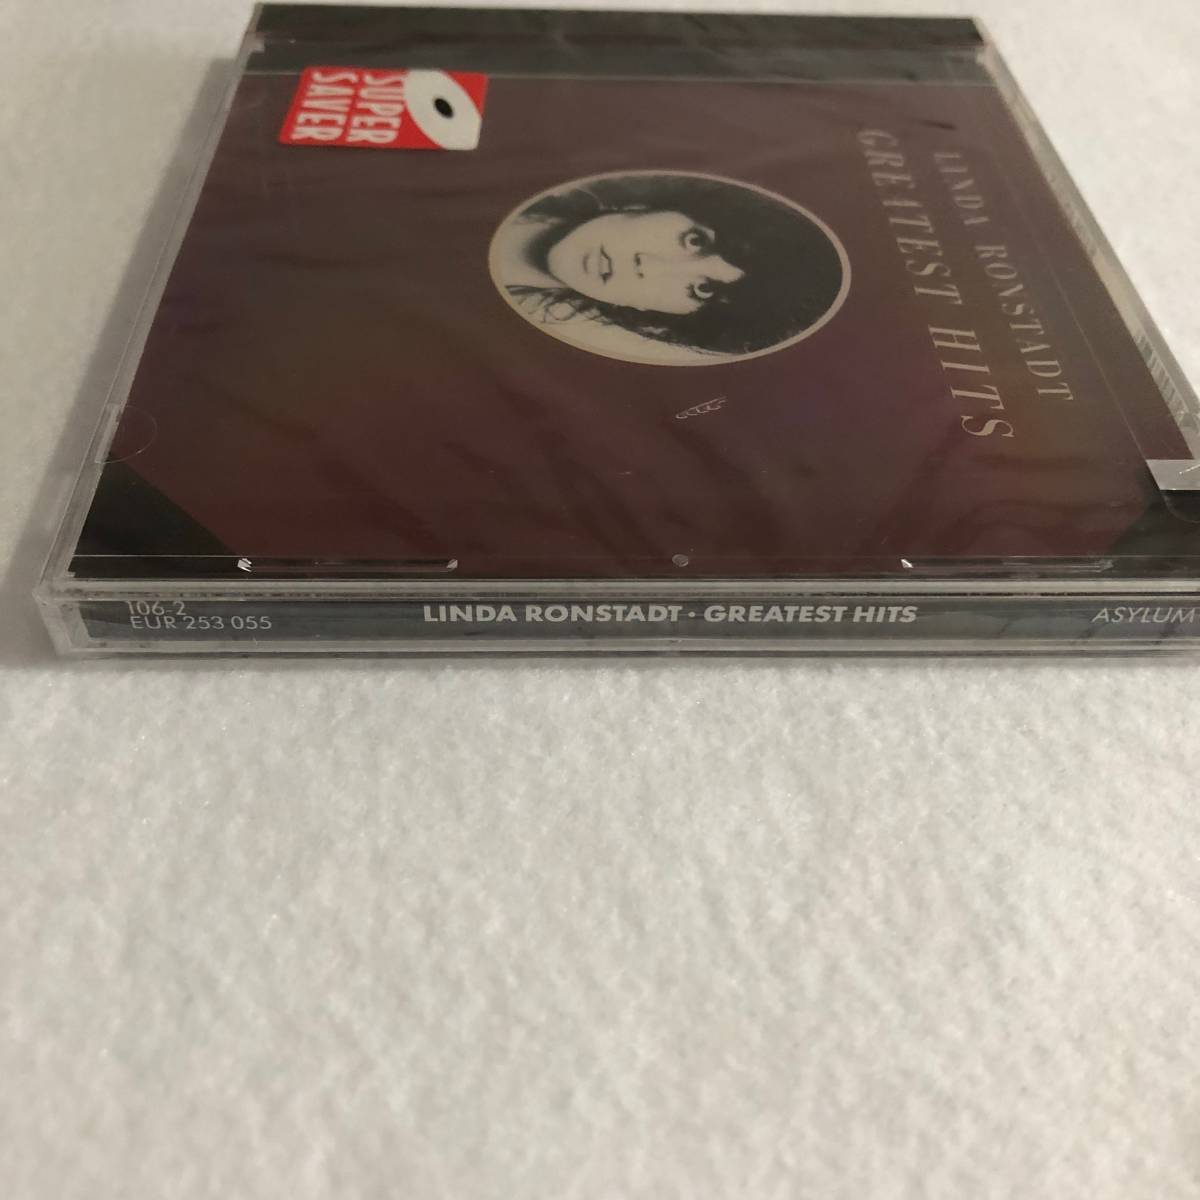 SUPER
SAVER
LINDA RONSTADT
GREATEST HITS
106-2
EUR 253 055
LINDA RONSTADT · GREATEST HITS
ASYLUM